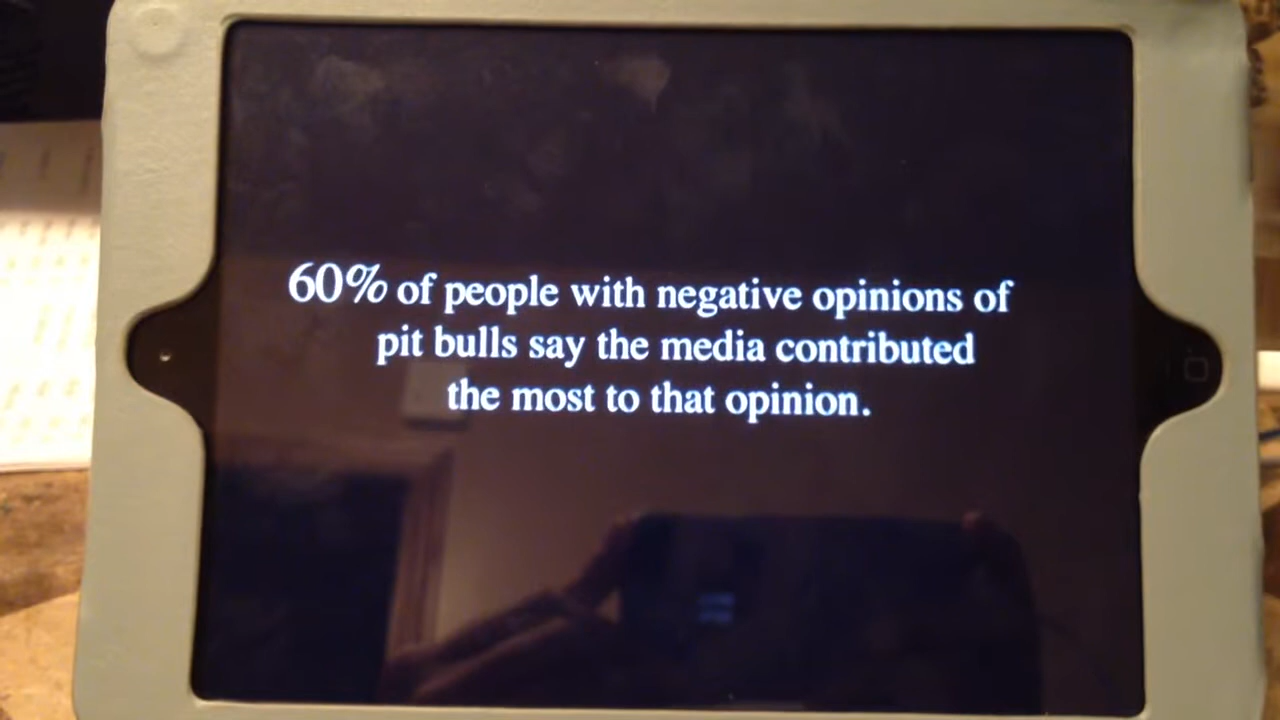 60% of people with negative opinions of
pit bulls say the media contributed
the most to that opinion.